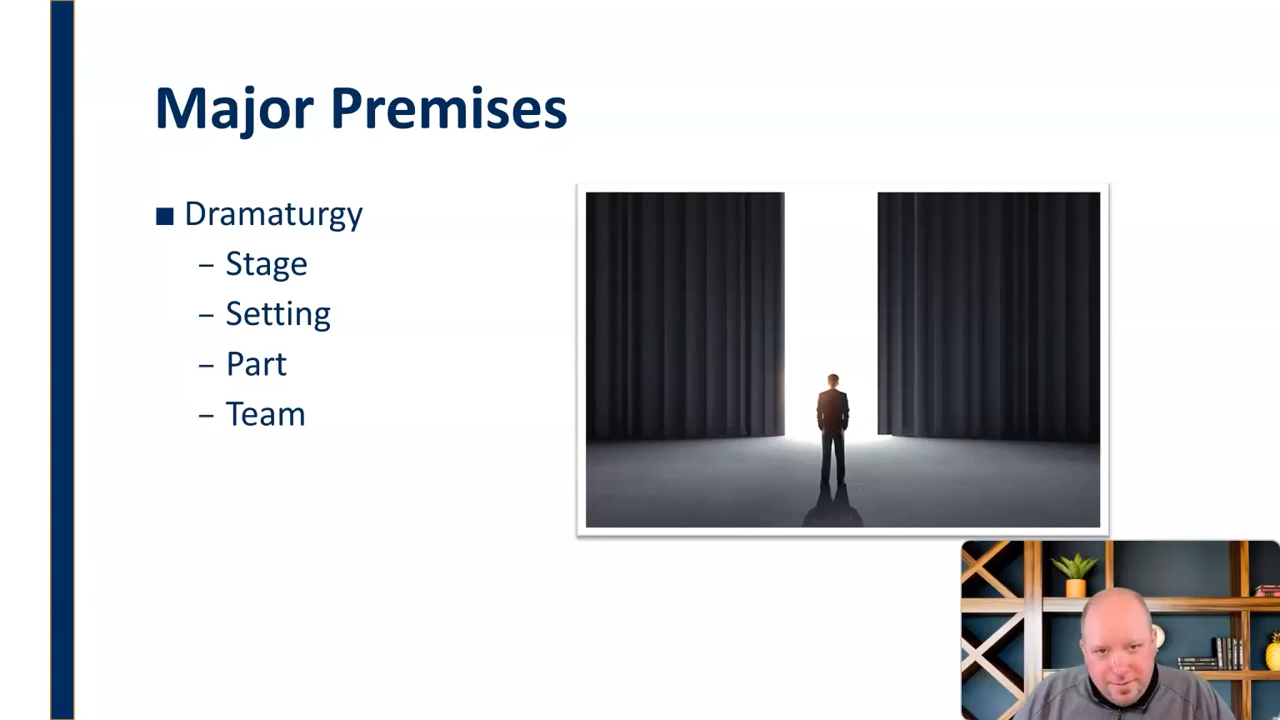 Major Premises
■ Dramaturgy
– Stage
– Setting
– Part
– Team